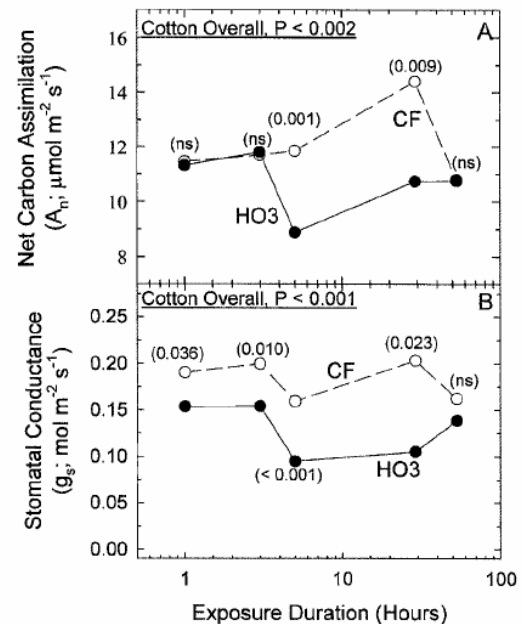 Cotton Overall, P < 0.002
A
16
14
12
10
8
Net Carbon Assimilation
(Aₙ; μmol m⁻² s⁻¹)
(ns)
(ns)
(0.001)
(0.009)
CF
(ns)
HO3
Cotton Overall, P < 0.001
B
0.25
0.20
0.15
0.10
0.05
0.00
Stomatal Conductance
(gₛ; mol m⁻² s⁻¹)
(0.036)
(0.010)
(0.023)
CF
(ns)
(< 0.001)
HO3
1
10
100
Exposure Duration (Hours)